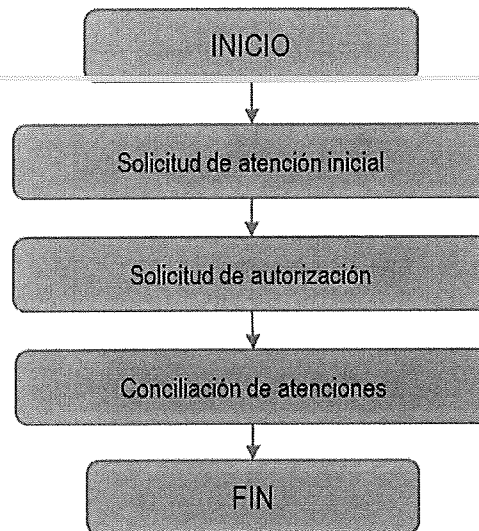 INICIO
Solicitud de atención inicial
Solicitud de autorización
Conciliación de atenciones
FIN